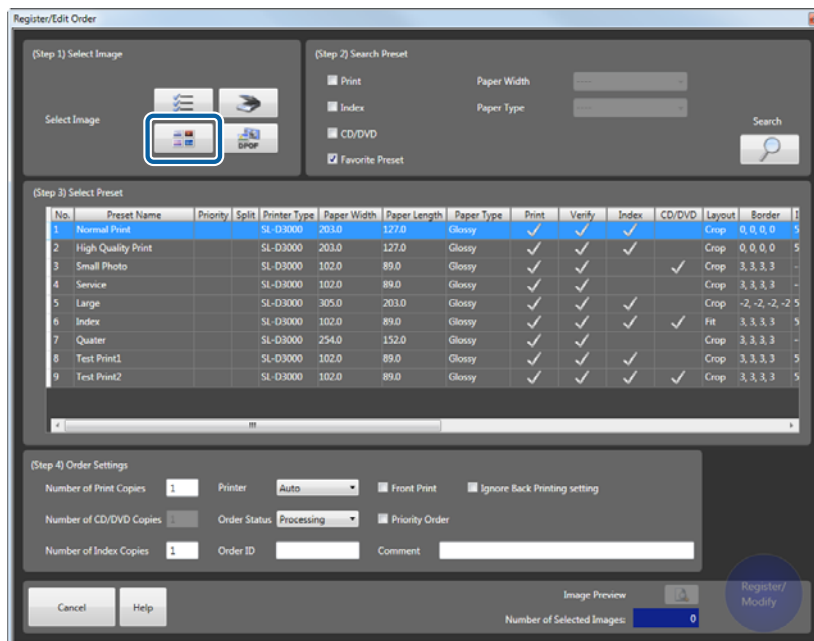 Register/Edit Order
(Step 1) Select Image
Select Image
DPOF
(Step 2) Search Preset
Print
Paper Width
Index
Paper Type
CD/DVD
Favorite Preset
Search
(Step 3) Select Preset
No. Preset Name Priority Split Printer Type Paper Width Paper Length Paper Type Print Verify Index CD/DVD Layout Border I
1 Normal Print SL-D3000 203.0 127.0 Glossy ✓ ✓ ✓ Crop 0, 0, 0, 0 5
2 High Quality Print SL-D3000 203.0 127.0 Glossy ✓ ✓ ✓ Crop 0, 0, 0, 0 5
3 Small Photo SL-D3000 102.0 89.0 Glossy ✓ ✓ ✓ Crop 3, 3, 3, 3 -
4 Service SL-D3000 102.0 89.0 Glossy ✓ ✓ Crop 3, 3, 3, 3 -
5 Large SL-D3000 305.0 203.0 Glossy ✓ ✓ ✓ Crop -2, -2, -2, -2 5
6 Index SL-D3000 102.0 89.0 Glossy ✓ ✓ ✓ ✓ Fit 3, 3, 3, 3 5
7 Quater SL-D3000 254.0 152.0 Glossy ✓ ✓ Crop 3, 3, 3, 3 -
8 Test Print1 SL-D3000 102.0 89.0 Glossy ✓ ✓ ✓ Crop 3, 3, 3, 3 5
9 Test Print2 SL-D3000 102.0 89.0 Glossy ✓ ✓ ✓ ✓ Crop 3, 3, 3, 3 5
(Step 4) Order Settings
Number of Print Copies 1 Printer Auto Front Print Ignore Back Printing setting
Number of CD/DVD Copies 1 Order Status Processing Priority Order
Number of Index Copies 1 Order ID Comment
Cancel
Help
Image Preview
Number of Selected Images: 0
Register/
Modify